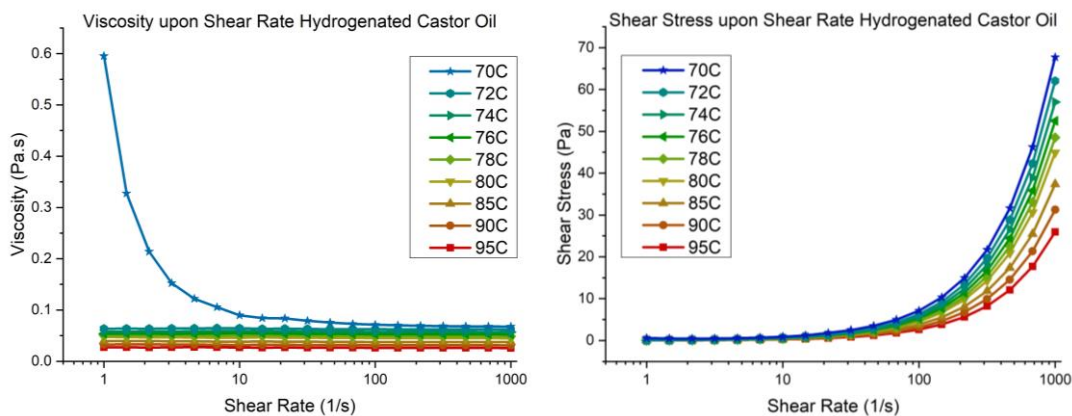 Viscosity upon Shear Rate Hydrogenated Castor Oil
0.6
0.5
0.4
0.3
0.2
0.1
0.0
Viscosity (Pa.s)
70C
72C
74C
76C
78C
80C
85C
90C
95C
1 10 100 1000
Shear Rate (1/s)
Shear Stress upon Shear Rate Hydrogenated Castor Oil
70
60
50
40
30
20
10
0
Shear Stress (Pa)
70C
72C
74C
76C
78C
80C
85C
90C
95C
1 10 100 1000
Shear Rate (1/s)